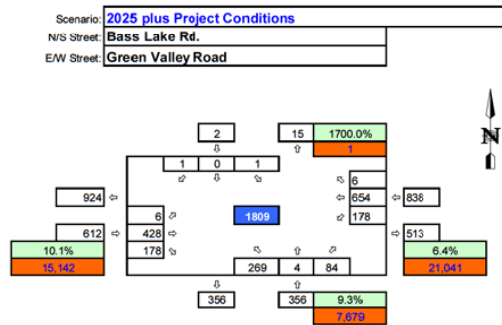 Scenario: 2025 plus Project Conditions
N/S Street: Bass Lake Rd.
E/W Street: Green Valley Road
N
2 15 1700.0%
1
1 0 1
6
924 654 838
178
612 6 1809 513
10.1% 428 6.4%
15,142 178 21,041
269 4 84
356 356 9.3%
7,679